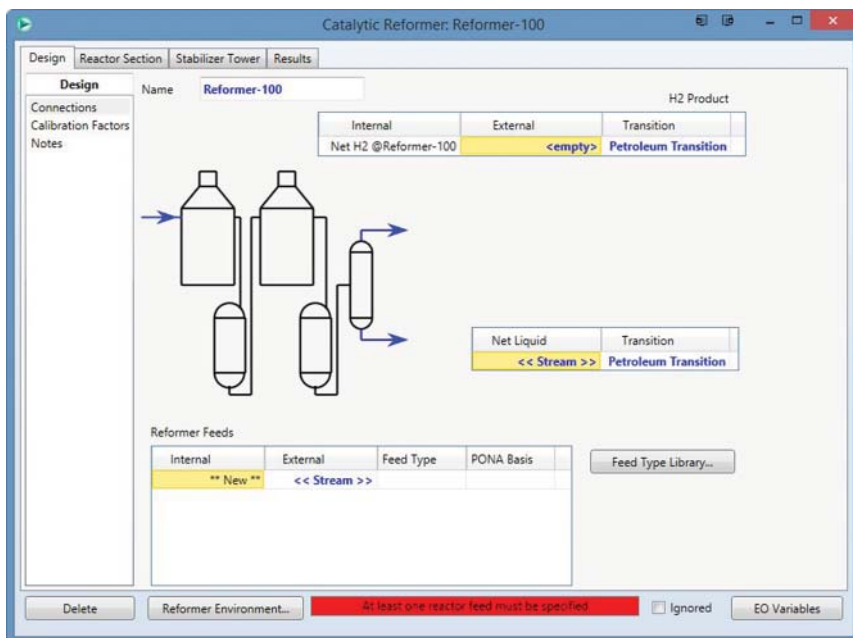 Catalytic Reformer: Reformer-100
Design Reactor Section Stabilizer Tower Results
Design
Connections
Calibration Factors
Notes
Name Reformer-100
H2 Product
Internal External Transition
Net H2 @Reformer-100 <empty> Petroleum Transition
Net Liquid Transition
<< Stream >> Petroleum Transition
Reformer Feeds
Internal External Feed Type PONA Basis
** New ** << Stream >>
Feed Type Library...
Delete Reformer Environment... At least one reactor feed must be specified Ignored EO Variables